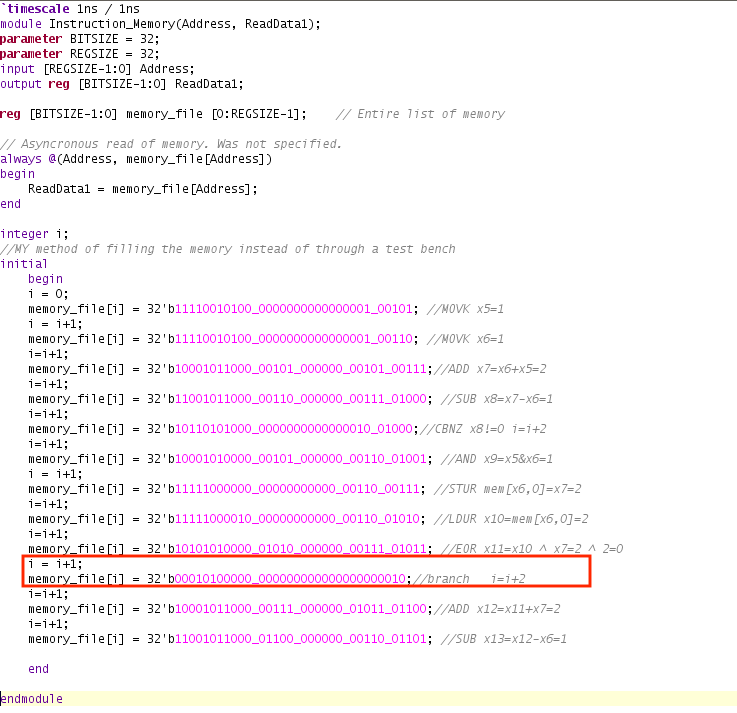 `timescale 1ns / 1ns
module Instruction_Memory(Address, ReadData1);
parameter BITSIZE = 32;
parameter REGSIZE = 32;
input [REGSIZE-1:0] Address;
output reg [BITSIZE-1:0] ReadData1;
reg [BITSIZE-1:0] memory_file [0:REGSIZE-1];    // Entire list of memory
// Asyncronous read of memory. Was not specified.
always @(Address, memory_file[Address])
begin
    ReadData1 = memory_file[Address];
end
integer i;
//MY method of filling the memory instead of through a test bench
initial
    begin
    i = 0;
    memory_file[i] = 32'b11110010100_0000000000000001_00101; //MOVK x5=1
    i = i+1;
    memory_file[i] = 32'b11110010100_0000000000000001_00110; //MOVK x6=1
    i=i+1;
    memory_file[i] = 32'b10001011000_00101_000000_00101_00111;//ADD x7=x6+x5=2
    i=i+1;
    memory_file[i] = 32'b11001011000_00110_000000_00111_01000; //SUB x8=x7-x6=1
    i=i+1;
    memory_file[i] = 32'b10110101000_0000000000000010_01000;//CBNZ x8!=0 i=i+2
    i=i+1;
    memory_file[i] = 32'b10001010000_00101_000000_00110_01001; //AND x9=x5&x6=1
    i = i+1;
    memory_file[i] = 32'b11111000000_00000000000_00110_00111; //STUR mem[x6,0]=x7=2
    i=i+1;
    memory_file[i] = 32'b11111000010_00000000000_00110_01010; //LDUR x10=mem[x6,0]=2
    i=i+1;
    memory_file[i] = 32'b10101010000_01010_000000_00111_01011; //EOR x11=x10 ^ x7=2 ^ 2=0
    i = i+1;
    memory_file[i] = 32'b00010100000_000000000000000000010;//branch   i=i+2
    i=i+1;
    memory_file[i] = 32'b10001011000_00111_000000_01011_01100;//ADD x12=x11+x7=2
    i=i+1;
    memory_file[i] = 32'b11001011000_01100_000000_00110_01101; //SUB x13=x12-x6=1
    end
endmodule